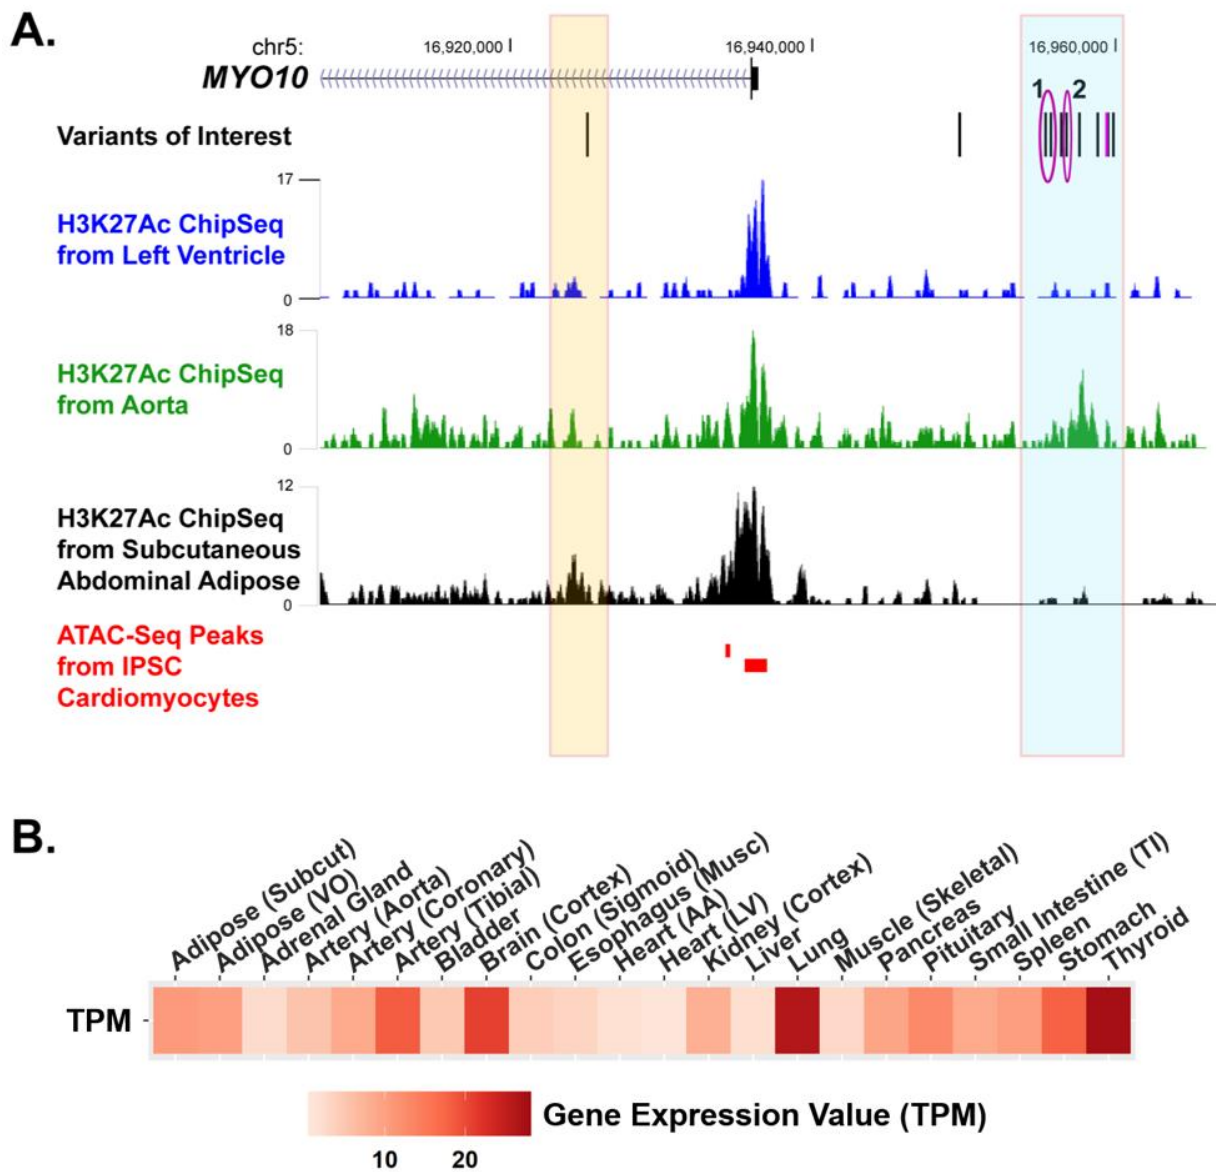 A.
chr5: 16,920,000 16,940,000 16,960,000
MYO10
1 2
Variants of Interest
17
H3K27Ac ChipSeq
from Left Ventricle
0
18
H3K27Ac ChipSeq
from Aorta
0
12
H3K27Ac ChipSeq
from Subcutaneous
Abdominal Adipose
0
ATAC-Seq Peaks
from IPSC
Cardiomyocytes
B.
Adipose (Subcut)
Adipose (VO)
Adrenal Gland
Artery (Aorta)
Artery (Coronary)
Artery (Tibial)
Bladder
Brain (Cortex)
Colon (Sigmoid)
Esophagus (Musc)
Heart (AA)
Heart (LV)
Kidney (Cortex)
Liver
Lung
Muscle (Skeletal)
Pancreas
Pituitary
Small Intestine (TI)
Spleen
Stomach
Thyroid
TPM
Gene Expression Value (TPM)
10 20